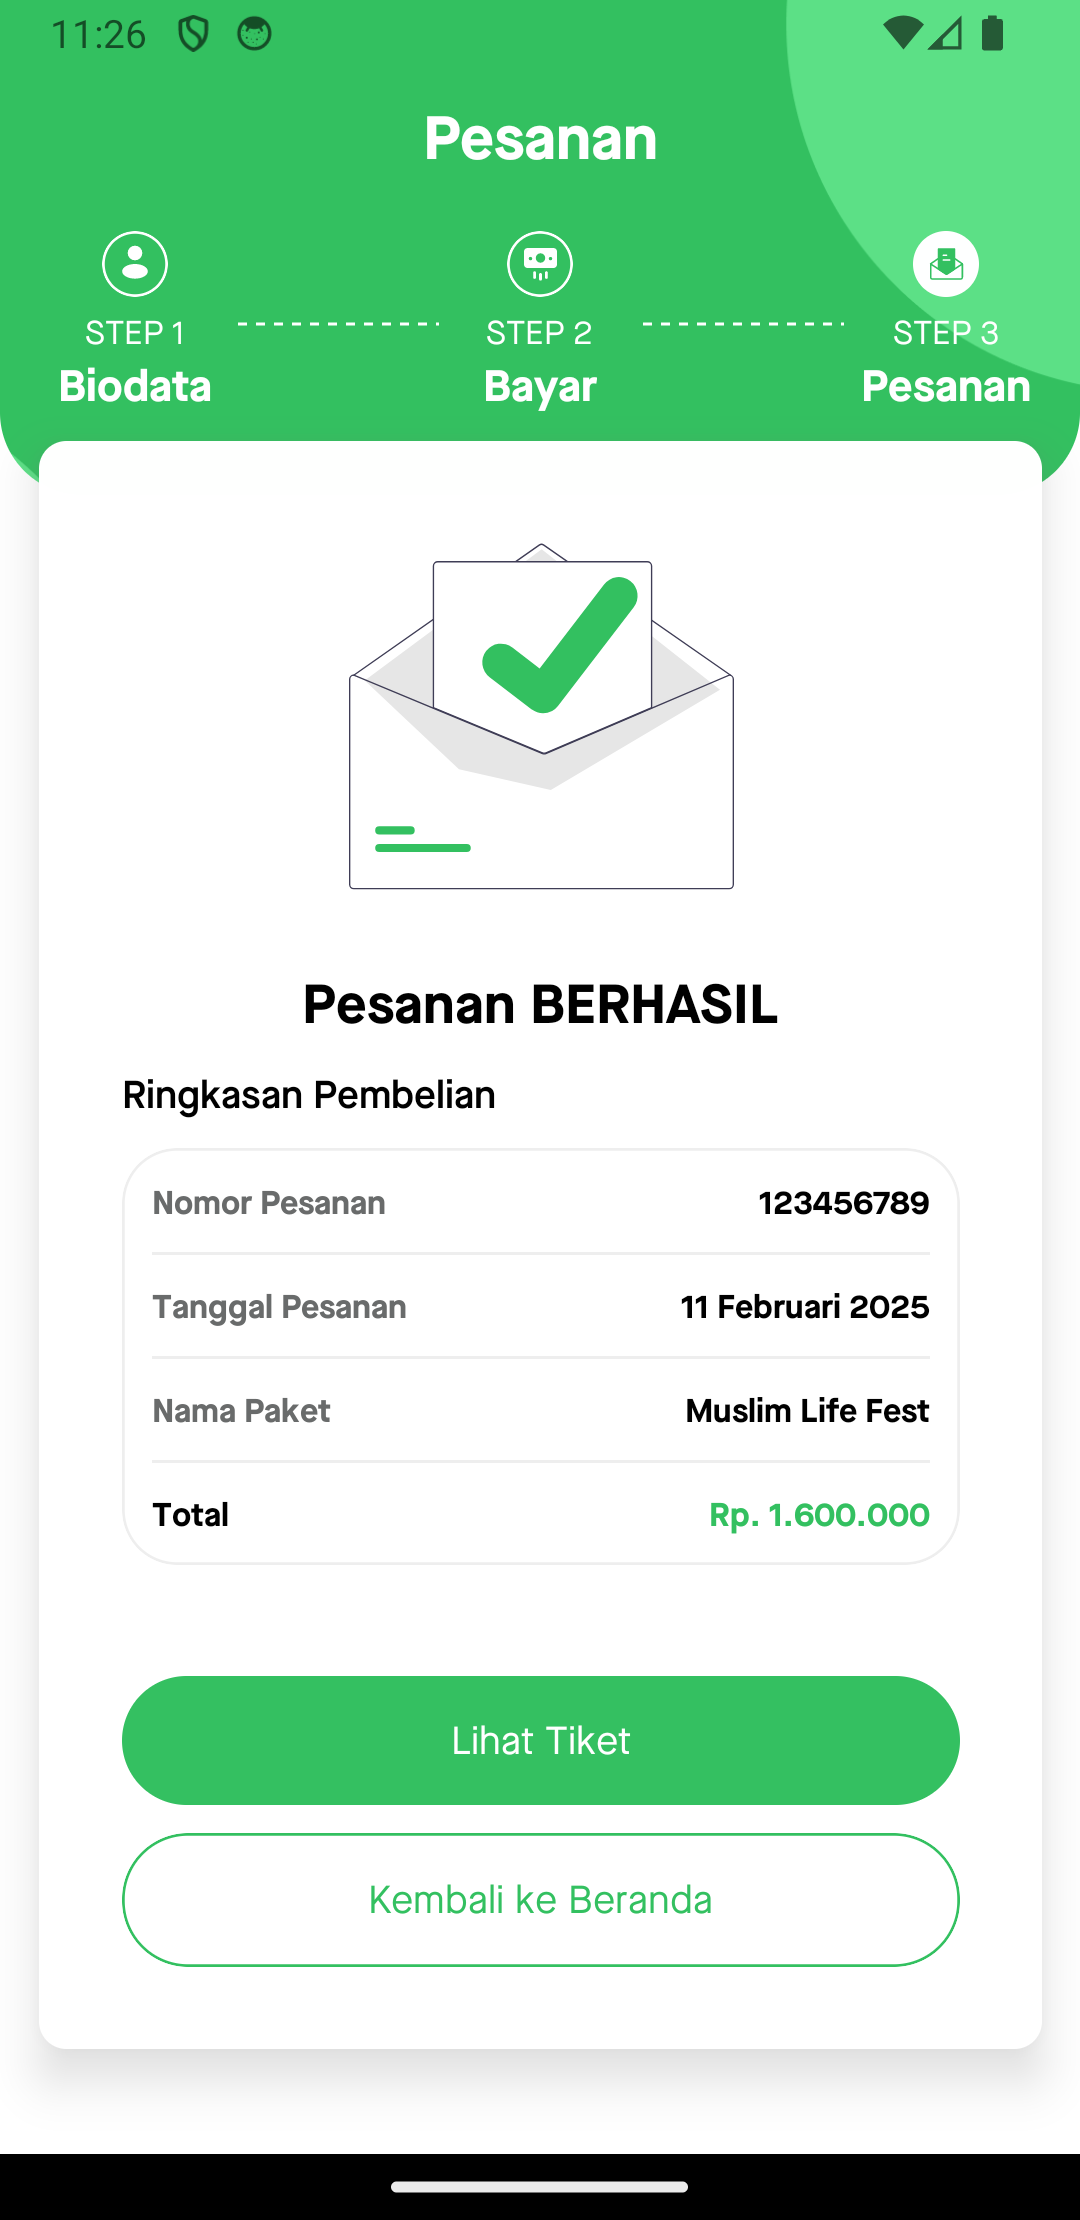 11:26
Pesanan
STEP 1
STEP 2
STEP 3
Biodata
Bayar
Pesanan
Pesanan BERHASIL
Ringkasan Pembelian
Nomor Pesanan 123456789
Tanggal Pesanan 11 Februari 2025
Nama Paket Muslim Life Fest
Total Rp. 1.600.000
Lihat Tiket
Kembali ke Beranda